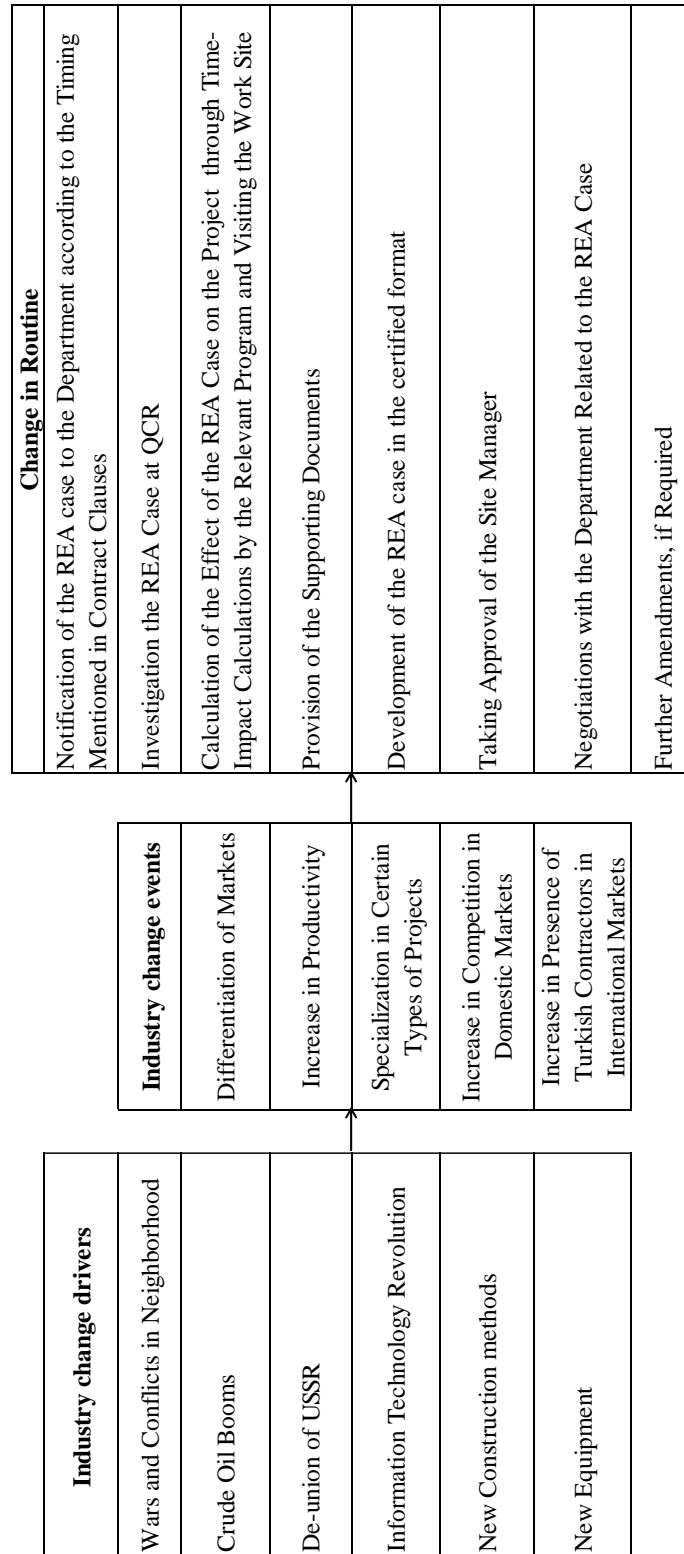 Industry change drivers
Wars and Conflicts in Neighborhood
Crude Oil Booms
De-union of USSR
Information Technology Revolution
New Construction methods
New Equipment
Industry change events
Differentiation of Markets
Increase in Productivity
Specialization in Certain
Types of Projects
Increase in Competition in
Domestic Markets
Increase in Presence of
Turkish Contractors in
International Markets
Change in Routine
Notification of the REA case to the Department according to the Timing
Mentioned in Contract Clauses
Investigation the REA Case at QCR
Calculation of the Effect of the REA Case on the Project through Time-
Impact Calculations by the Relevant Program and Visiting the Work Site
Provision of the Supporting Documents
Development of the REA case in the certified format
Taking Approval of the Site Manager
Negotiations with the Department Related to the REA Case
Further Amendments, if Required